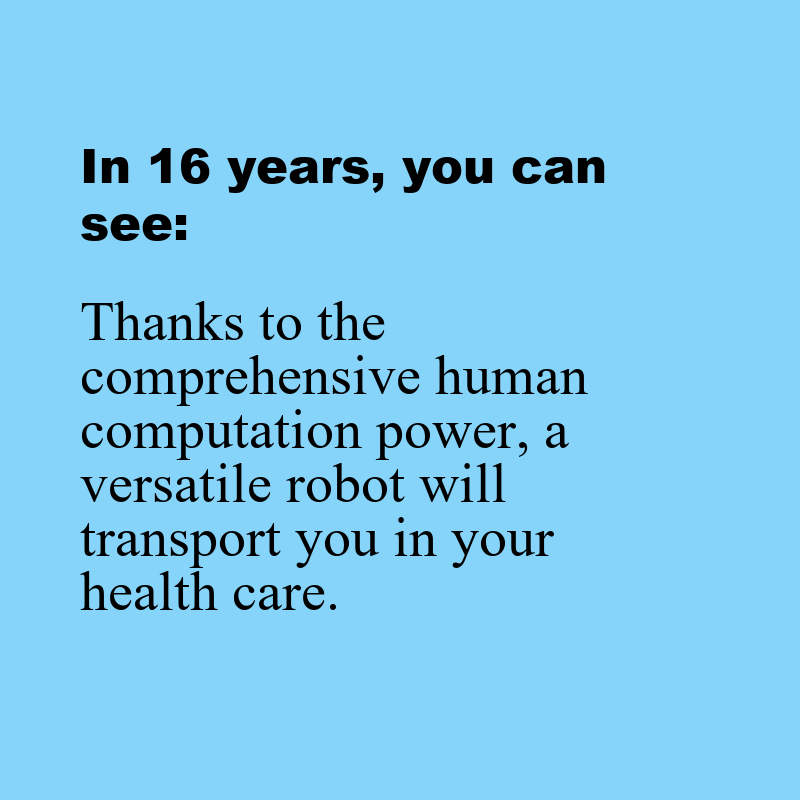 In 16 years, you can
see:
Thanks to the
comprehensive human
computation power, a
versatile robot will
transport you in your
health care.